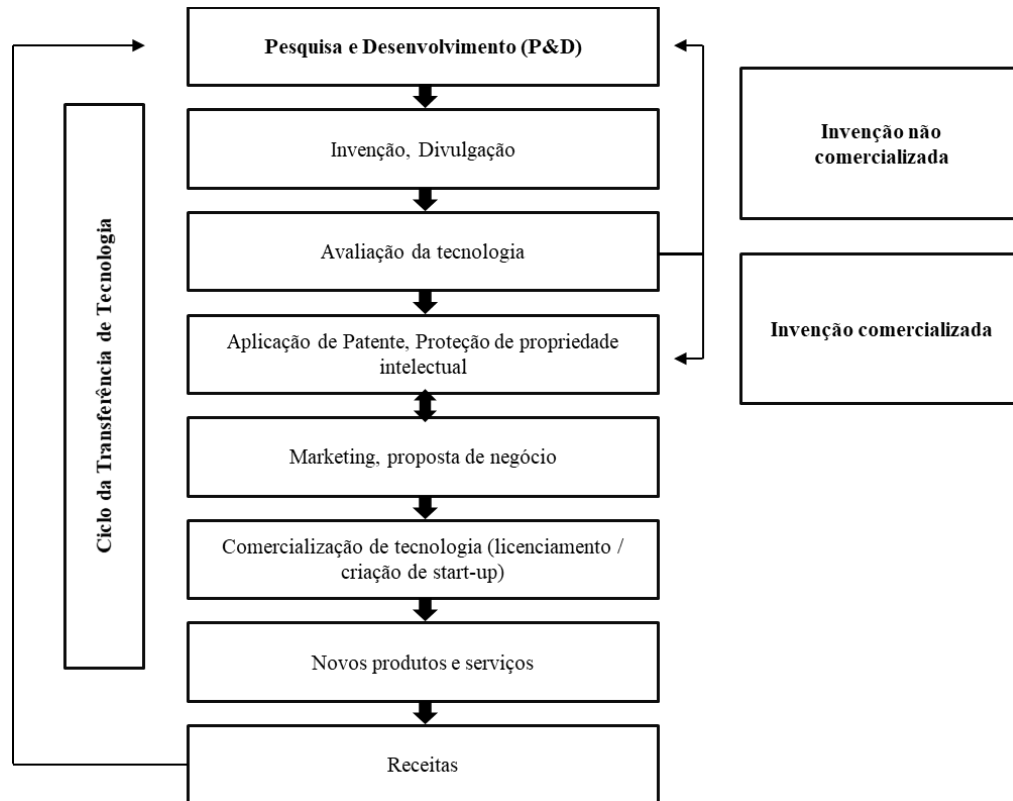 Pesquisa e Desenvolvimento (P&D)
Invenção, Divulgação
Avaliação da tecnologia
Aplicação de Patente, Proteção de propriedade
intelectual
Marketing, proposta de negócio
Comercialização de tecnologia (licenciamento /
criação de start-up)
Novos produtos e serviços
Receitas
Ciclo da Transferência de Tecnologia
Invenção não
comercializada
Invenção comercializada